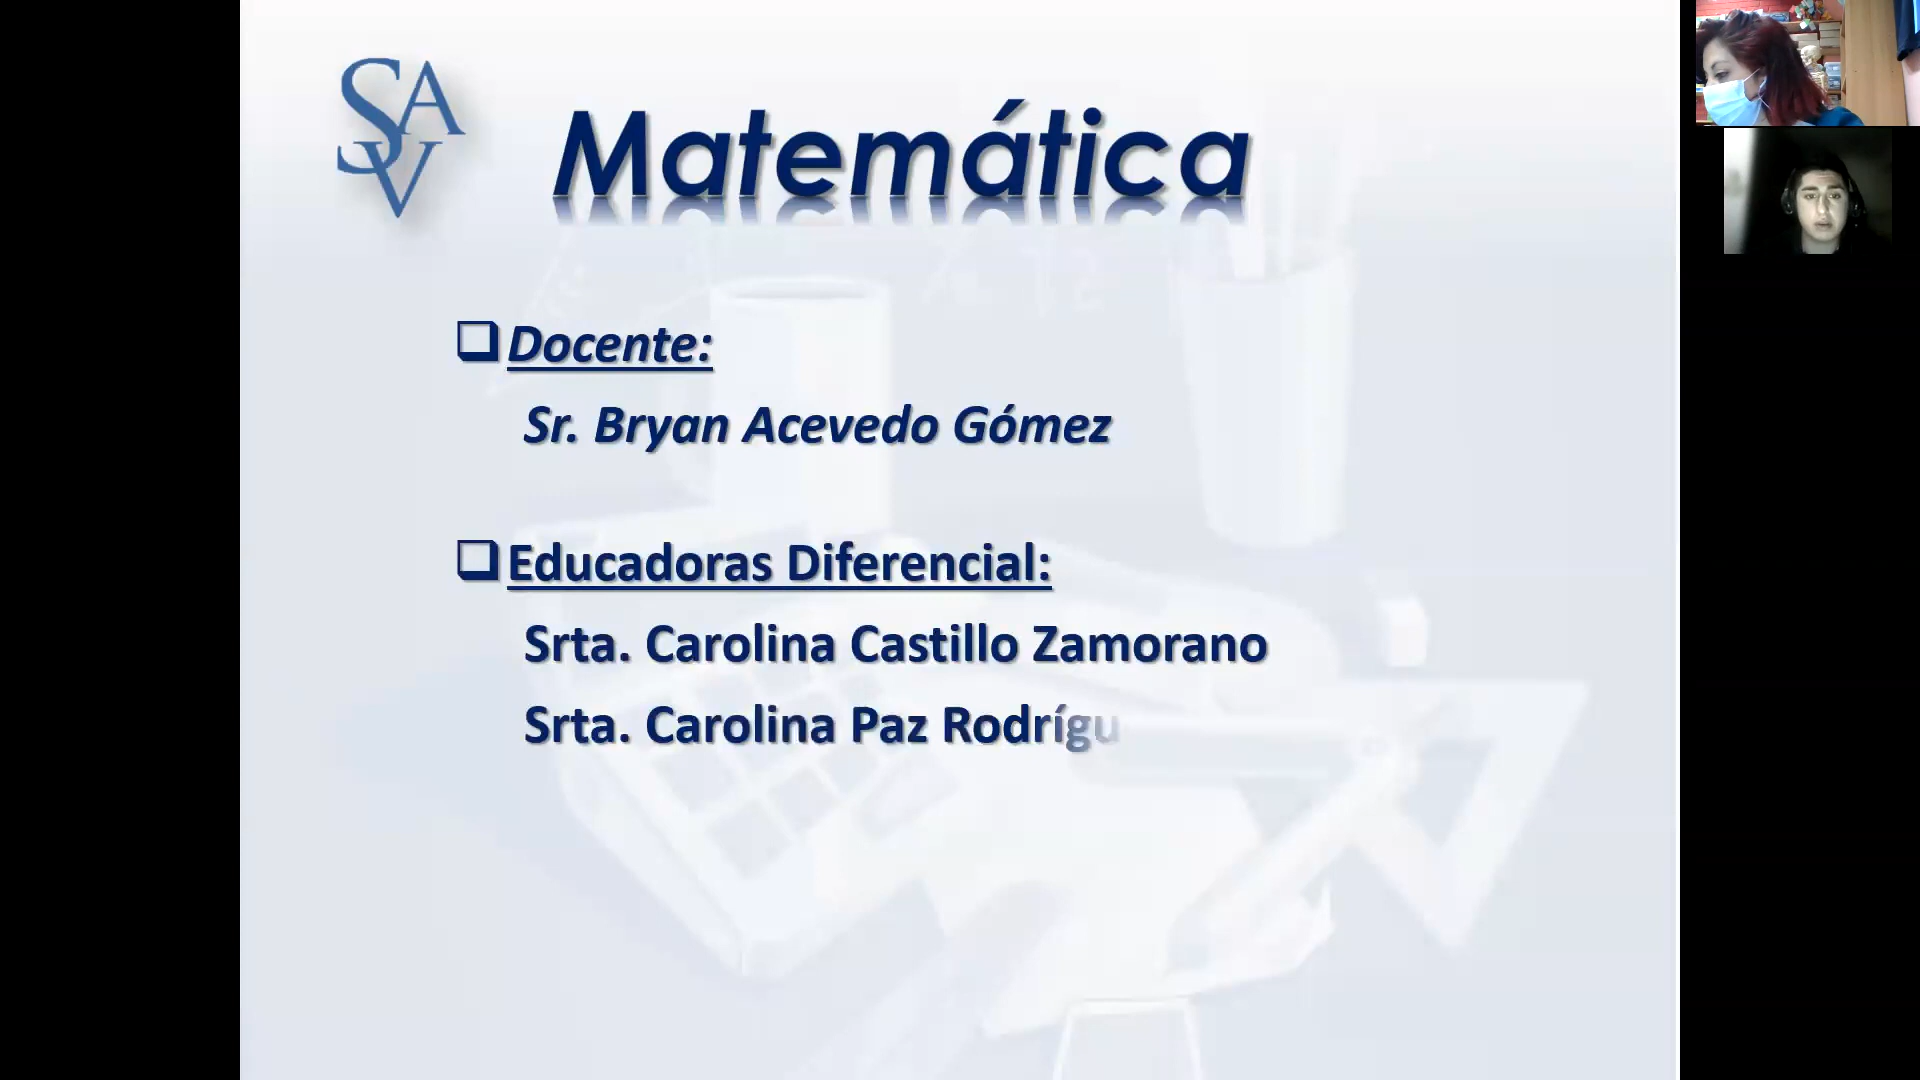 SAV
Matemática
Docente:
Sr. Bryan Acevedo Gómez
Educadoras Diferencial:
Srta. Carolina Castillo Zamorano
Srta. Carolina Paz Rodrígu